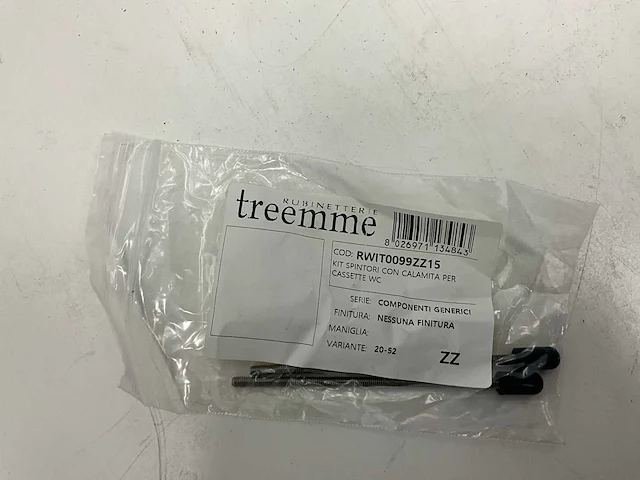 RUBINETTERIE
treemme
8 026971 134843
COD: RWIT0099ZZ15
KIT SPINTORI CON CALAMITA PER
CASSETTE WC
SERIE: COMPONENTI GENERICI
FINITURA: NESSUNA FINITURA
MANIGLIA:
VARIANTE: 20-52
ZZ